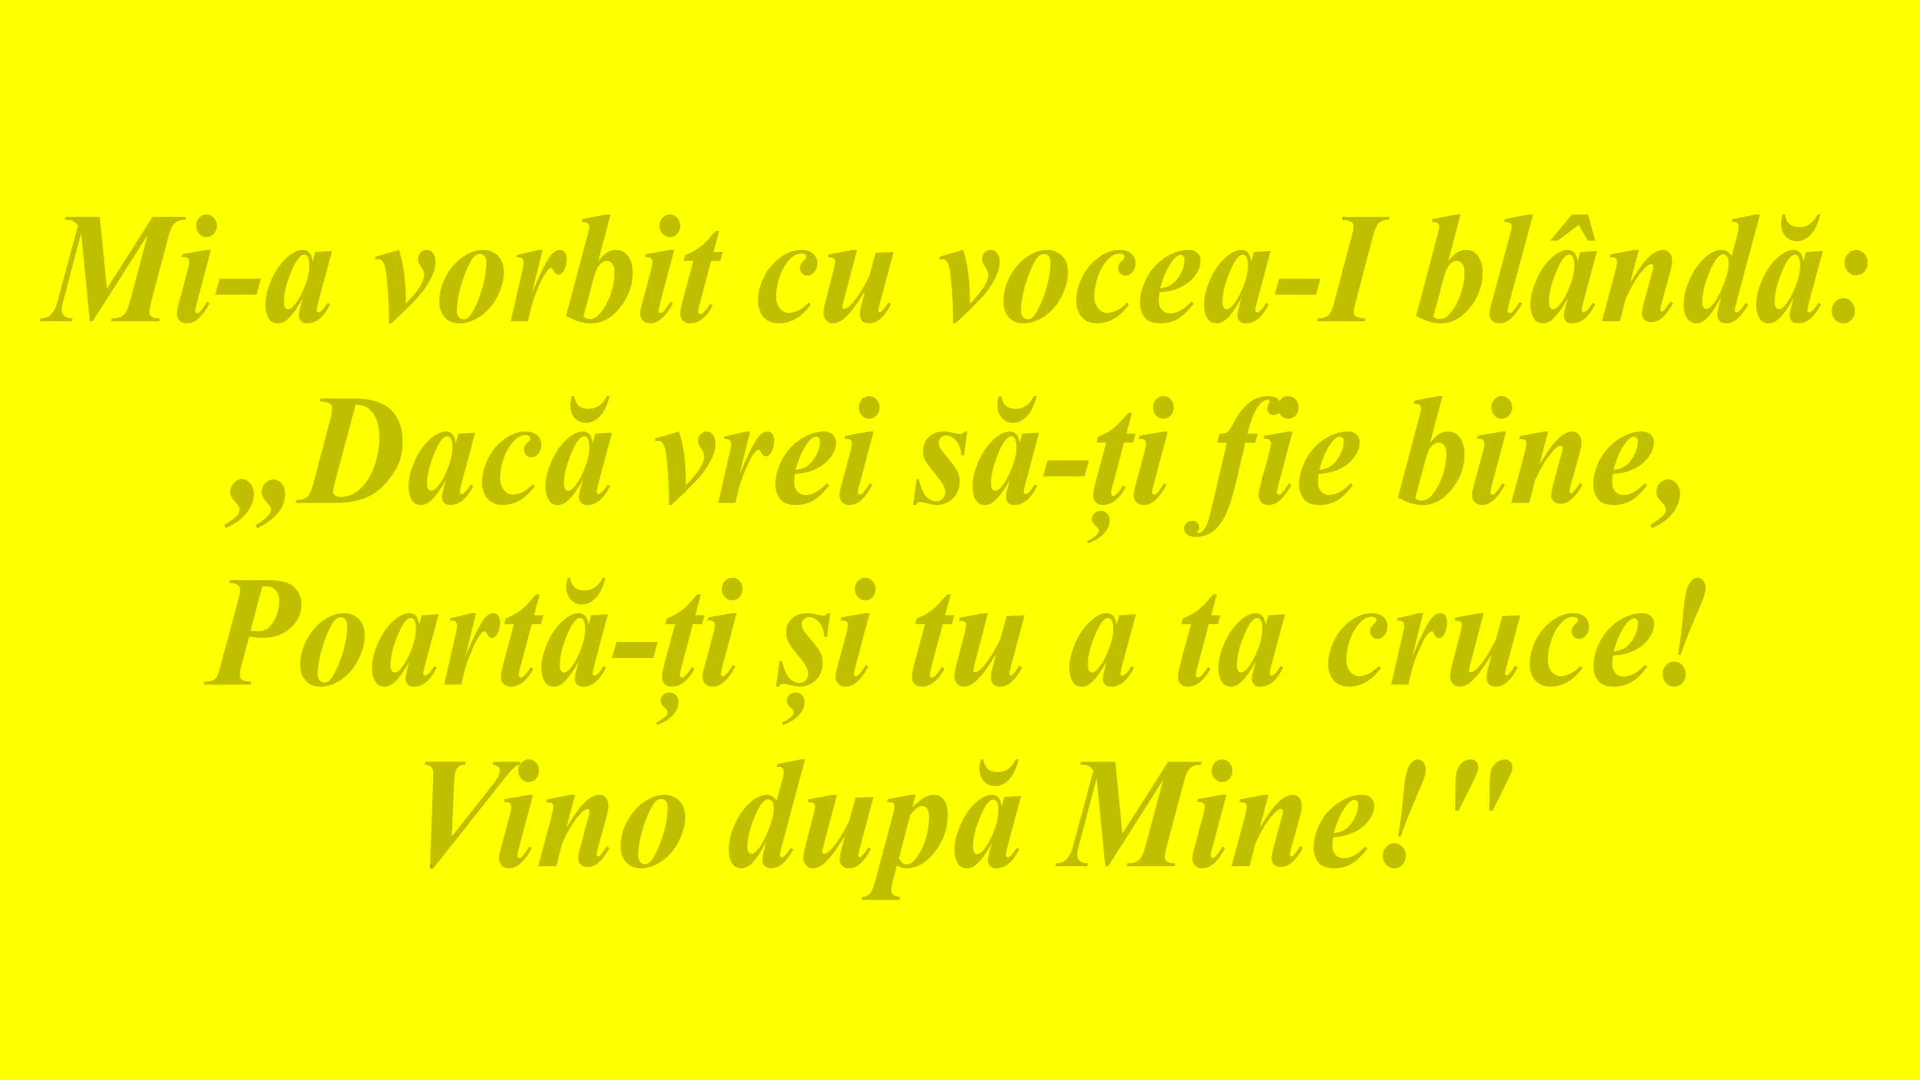 Mi-a vorbit cu vocea-I blândă:
„Dacă vrei să-ți fie bine,
Poartă-ți și tu a ta cruce!
Vino după Mine!"